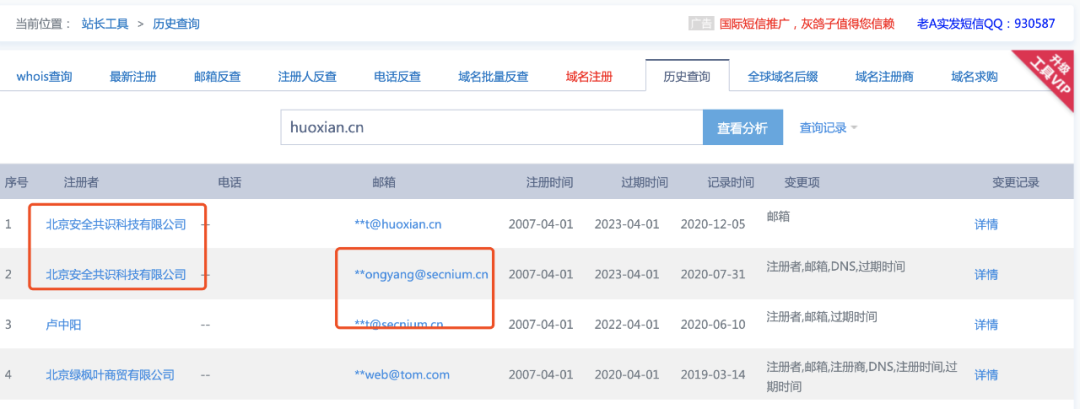 当前位置： 站长工具 > 历史查询 广告 国际短信推广，灰鸽子值得您信赖 老A实发短信QQ：930587
whois查询 最新注册 邮箱反查 注册人反查 电话反查 域名批量反查 域名注册 历史查询 全球域名后缀 域名注册商 域名求购 升级 工具VIP
huoxian.cn 查看分析 查询记录
序号 注册者 电话 邮箱 注册时间 过期时间 记录时间 变更项 变更记录
1 北京安全共识科技有限公司 -- **t@huoxian.cn 2007-04-01 2023-04-01 2020-12-05 邮箱 详情
2 北京安全共识科技有限公司 -- **ongyang@secnium.cn 2007-04-01 2023-04-01 2020-07-31 注册者,邮箱,DNS,过期时间 详情
3 卢中阳 -- **t@secnium.cn 2007-04-01 2022-04-01 2020-06-10 注册者,邮箱,过期时间 详情
4 北京绿枫叶商贸有限公司 -- **web@tom.com 2007-04-01 2020-04-01 2019-03-14 注册者,邮箱,注册商,DNS,注册时间,过 详情
期时间